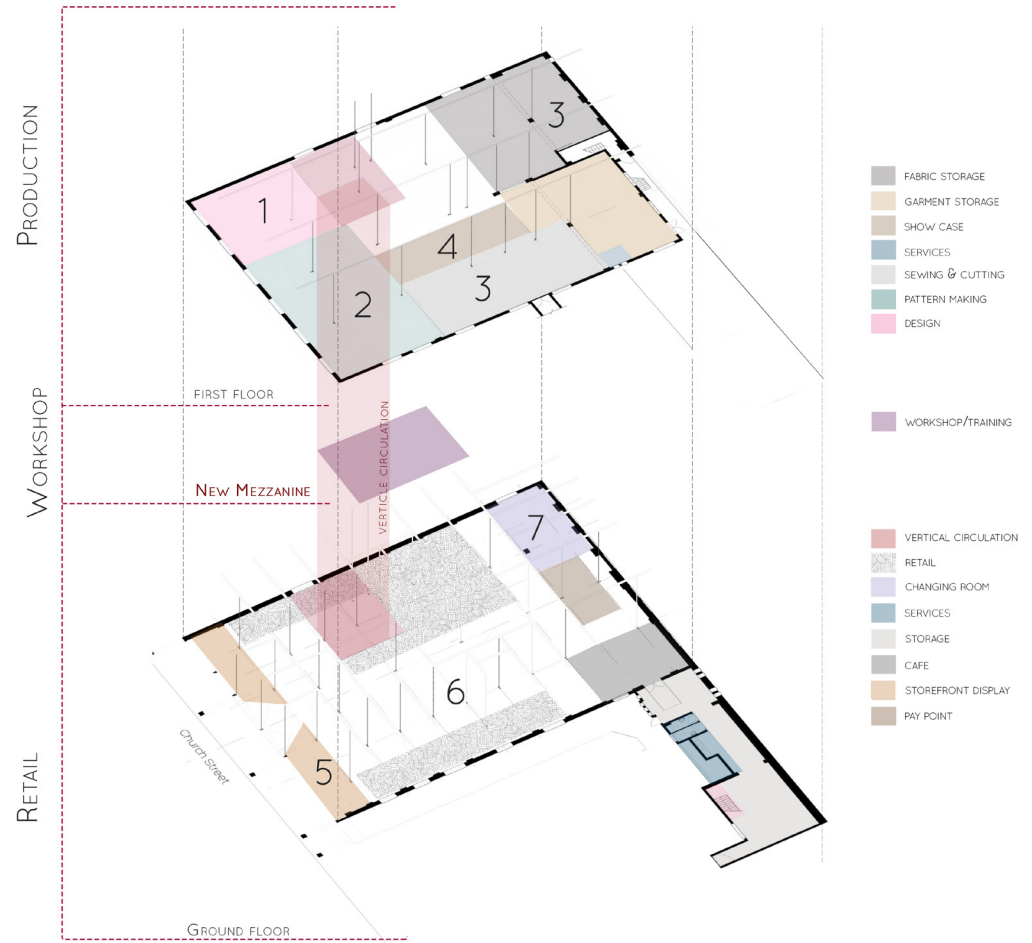 PRODUCTION
3
1
4
2
3
FABRIC STORAGE
GARMENT STORAGE
SHOW CASE
SERVICES
SEWING & CUTTING
PATTERN MAKING
DESIGN
WORKSHOP
FIRST FLOOR
VERTICLE CIRCULATION
NEW MEZZANINE
WORKSHOP/TRAINING
7
6
5
Church Street
RETAIL
VERTICAL CIRCULATION
RETAIL
CHANGING ROOM
SERVICES
STORAGE
CAFE
STOREFRONT DISPLAY
PAY POINT
GROUND FLOOR